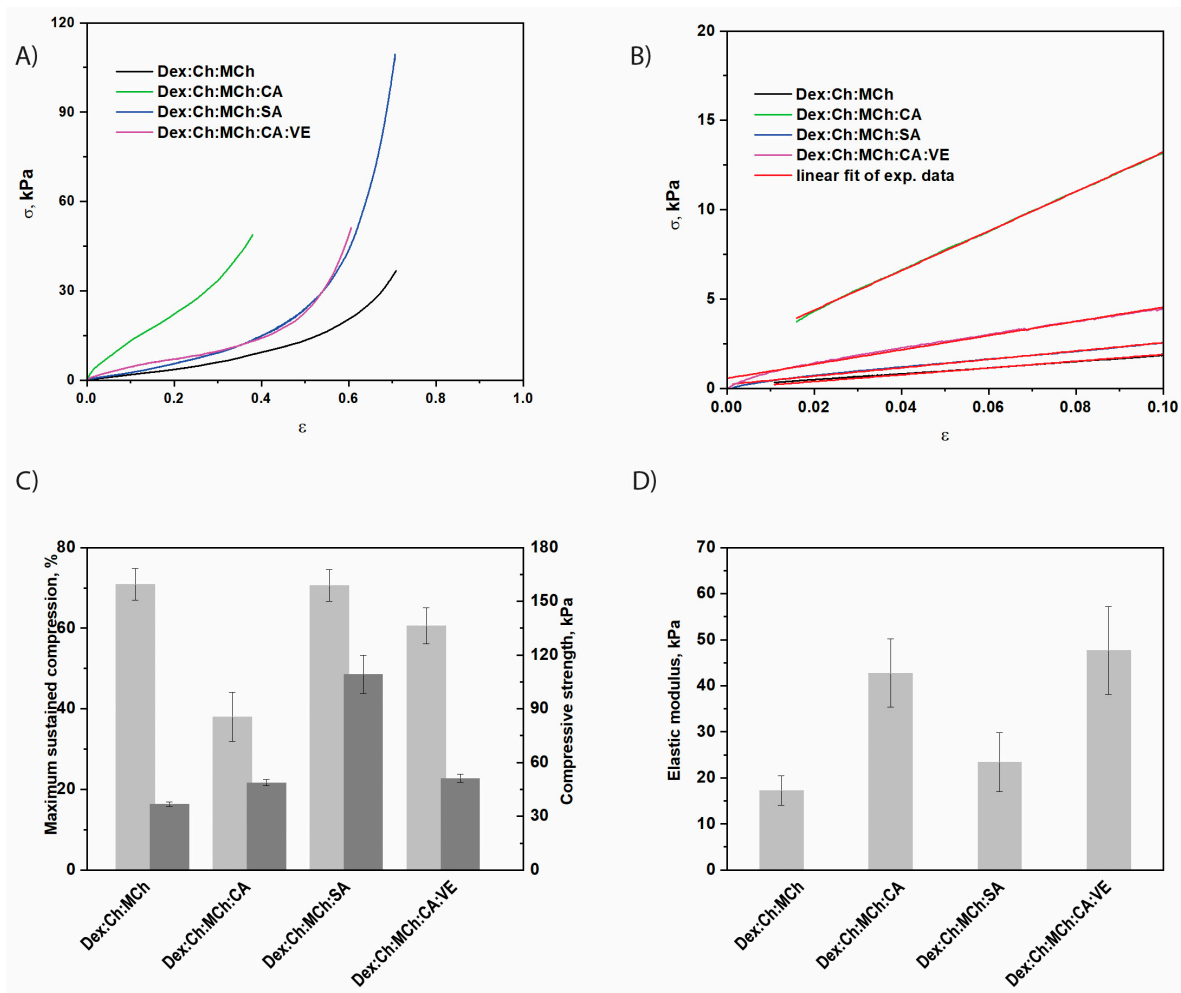 A)
120
90
60
30
0
σ, kPa
0.0 0.2 0.4 0.6 0.8 1.0
ε
Dex:Ch:MCh
Dex:Ch:MCh:CA
Dex:Ch:MCh:SA
Dex:Ch:MCh:CA:VE
B)
20
15
10
5
0
σ, kPa
0.00 0.02 0.04 0.06 0.08 0.10
ε
Dex:Ch:MCh
Dex:Ch:MCh:CA
Dex:Ch:MCh:SA
Dex:Ch:MCh:CA:VE
linear fit of exp. data
C)
Maximum sustained compression, %
80
60
40
20
0
180
150
120
90
60
30
0
Compressive strength, kPa
Dex:Ch:MCh
Dex:Ch:MCh:CA
Dex:Ch:MCh:SA
Dex:Ch:MCh:CA:VE
D)
Elastic modulus, kPa
70
60
50
40
30
20
10
0
Dex:Ch:MCh
Dex:Ch:MCh:CA
Dex:Ch:MCh:SA
Dex:Ch:MCh:CA:VE